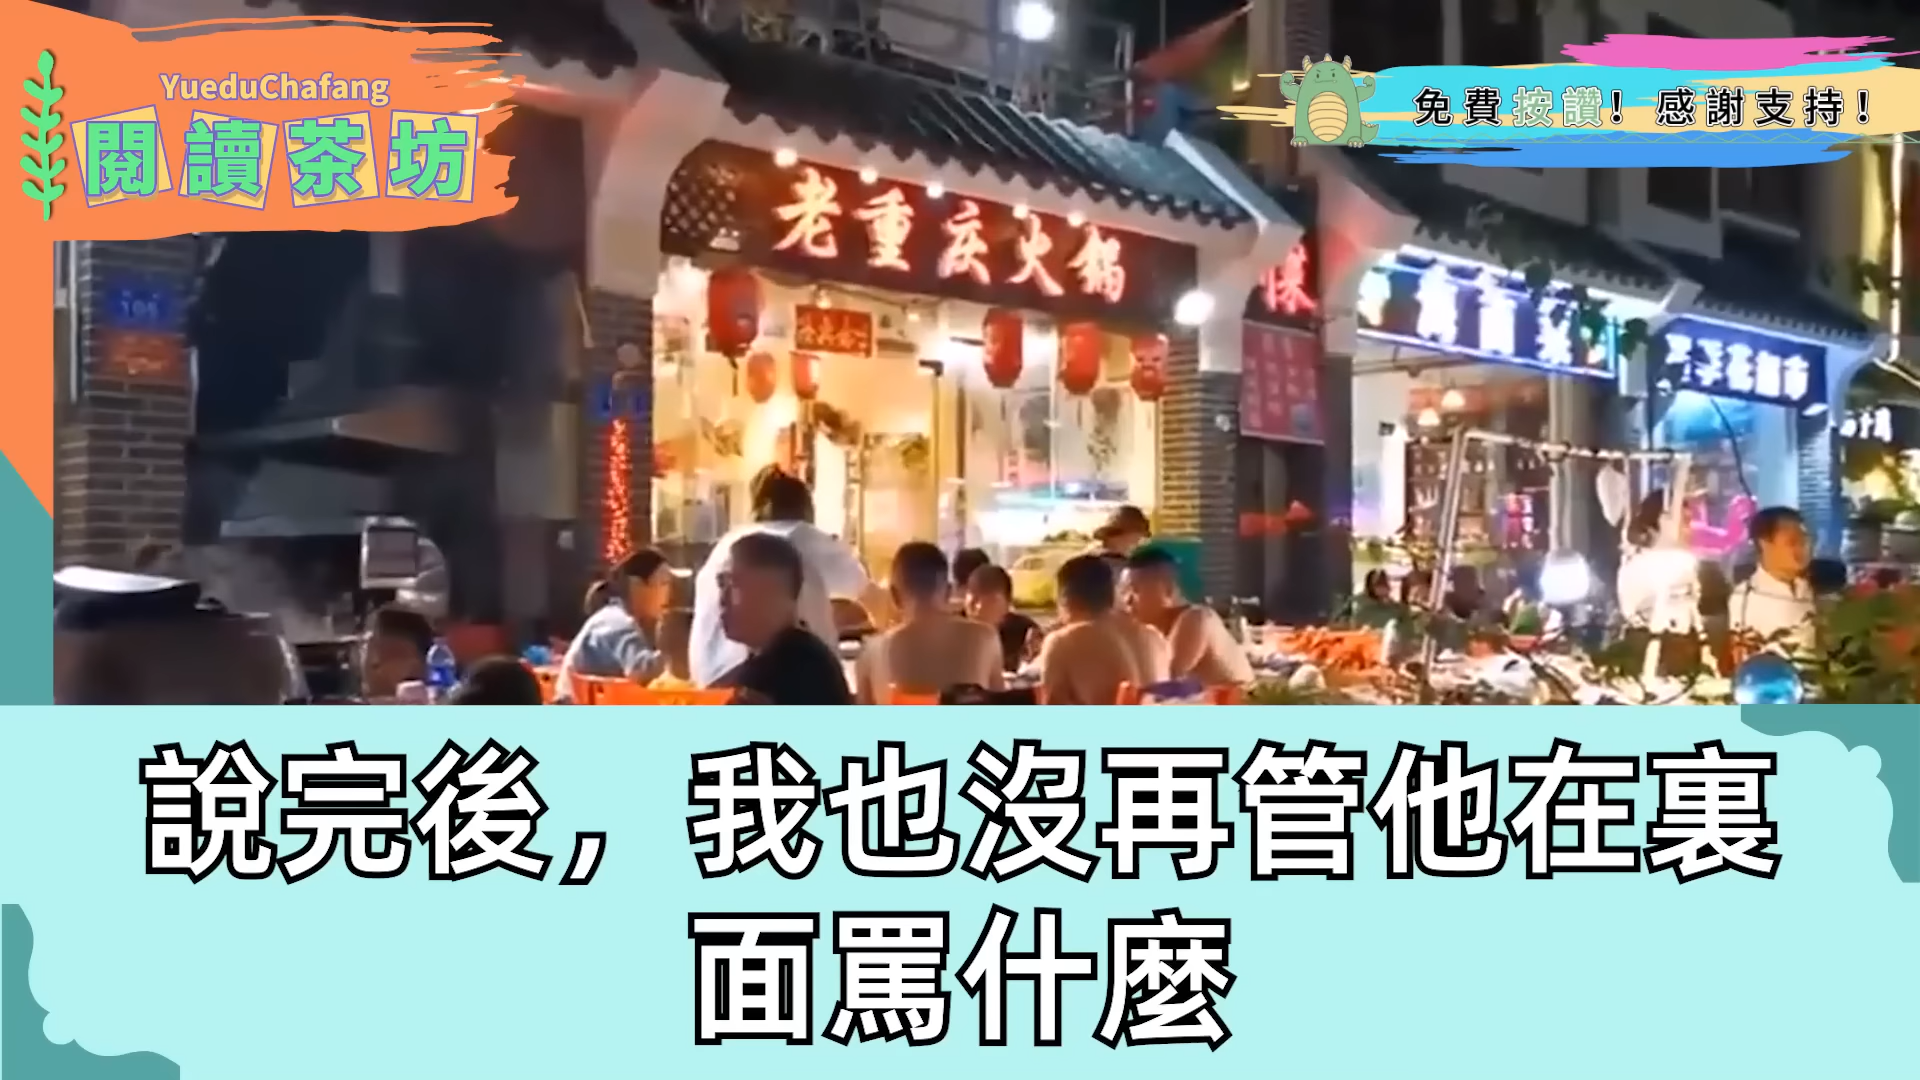 YueduChafang
閱讀茶坊
免費按讚！感謝支持！
老重庆火锅
說完後，我也沒再管他在裏
面罵什麼